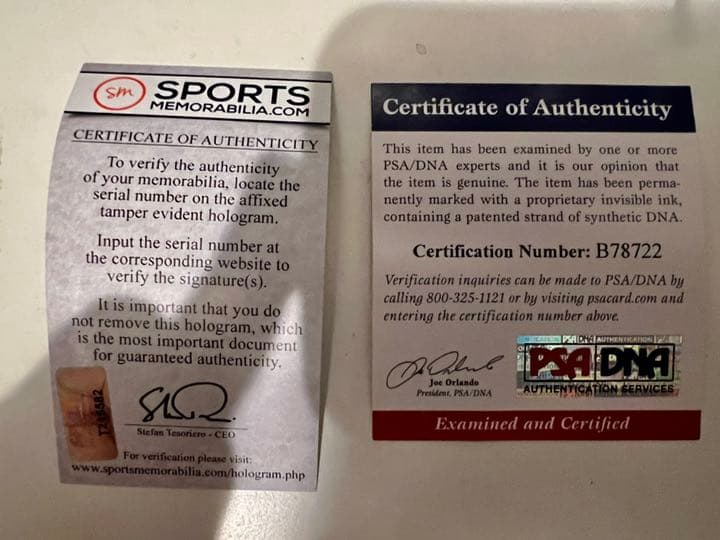 sm SPORTS
MEMORABILIA.COM
CERTIFICATE OF AUTHENTICITY
To verify the authenticity
of your memorabilia, locate the
serial number on the affixed
tamper evident hologram.
Input the serial number at
the corresponding website to
verify the signature(s).
It is important that you do
not remove this hologram, which
is the most important document
for guaranteed authenticity.
Stefan Tesoriero - CEO
For verification please visit:
www.sportsmemorabilia.com/hologram.php
Certificate of Authenticity
This item has been examined by one or more
PSA/DNA experts and it is our opinion that
the item is genuine. The item has been perma-
nently marked with a proprietary invisible ink,
containing a patented strand of synthetic DNA.
Certification Number: B78722
Verification inquiries can be made to PSA/DNA by
calling 800-325-1121 or by visiting psacard.com and
entering the certification number above.
Joe Orlando
President, PSA/DNA
PSA DNA
AUTHENTICATION SERVICES
Examined and Certified